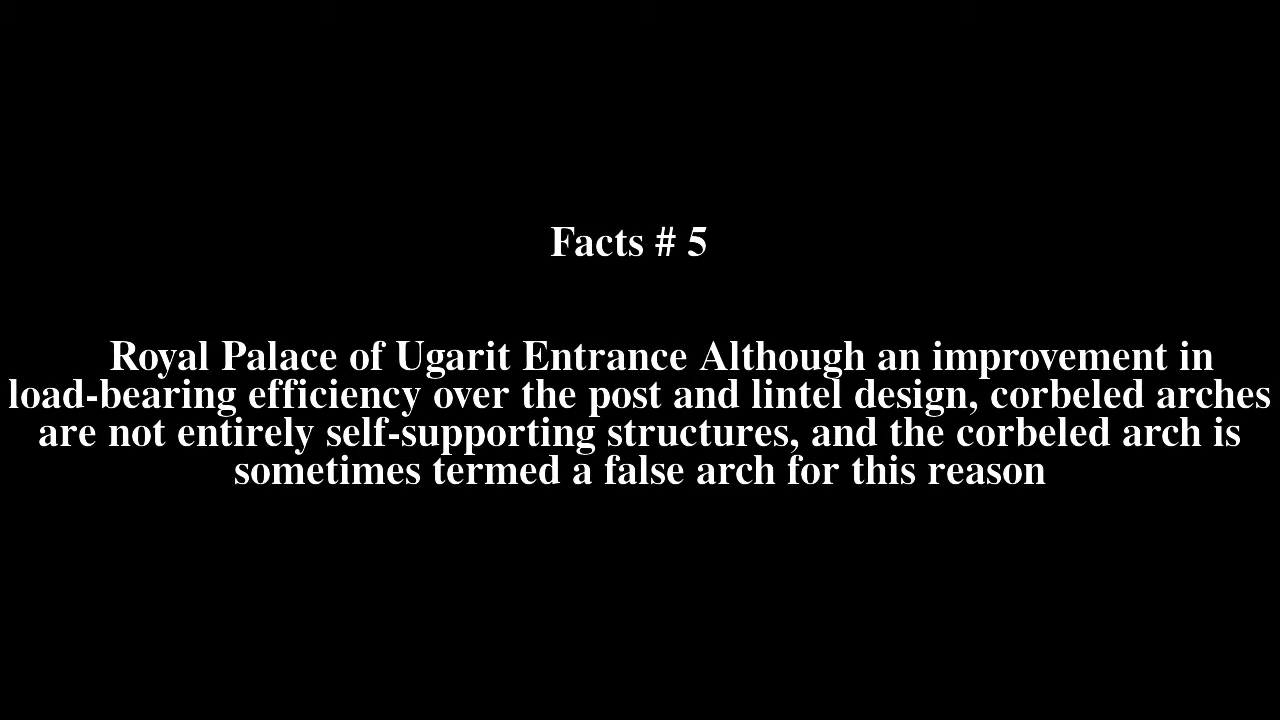 Facts # 5
Royal Palace of Ugarit Entrance Although an improvement in
load-bearing efficiency over the post and lintel design, corbeled arches
are not entirely self-supporting structures, and the corbeled arch is
sometimes termed a false arch for this reason